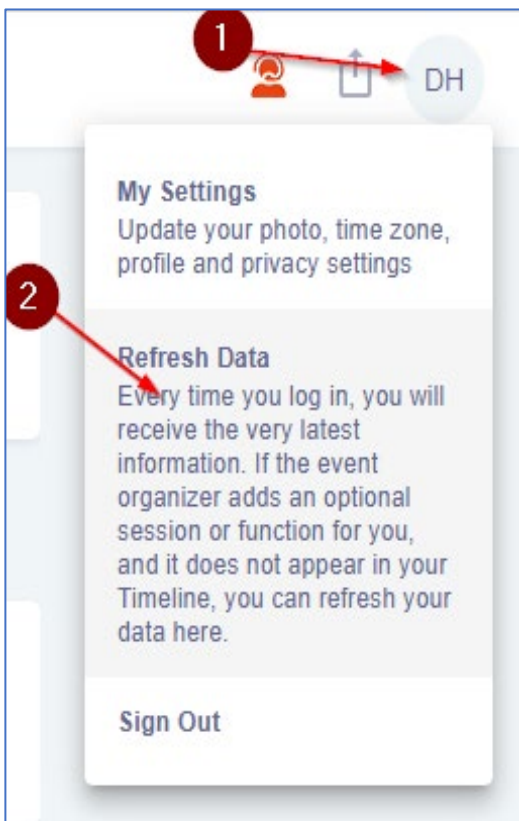 1
DH
My Settings
Update your photo, time zone,
profile and privacy settings
2
Refresh Data
Every time you log in, you will
receive the very latest
information. If the event
organizer adds an optional
session or function for you,
and it does not appear in your
Timeline, you can refresh your
data here.
Sign Out